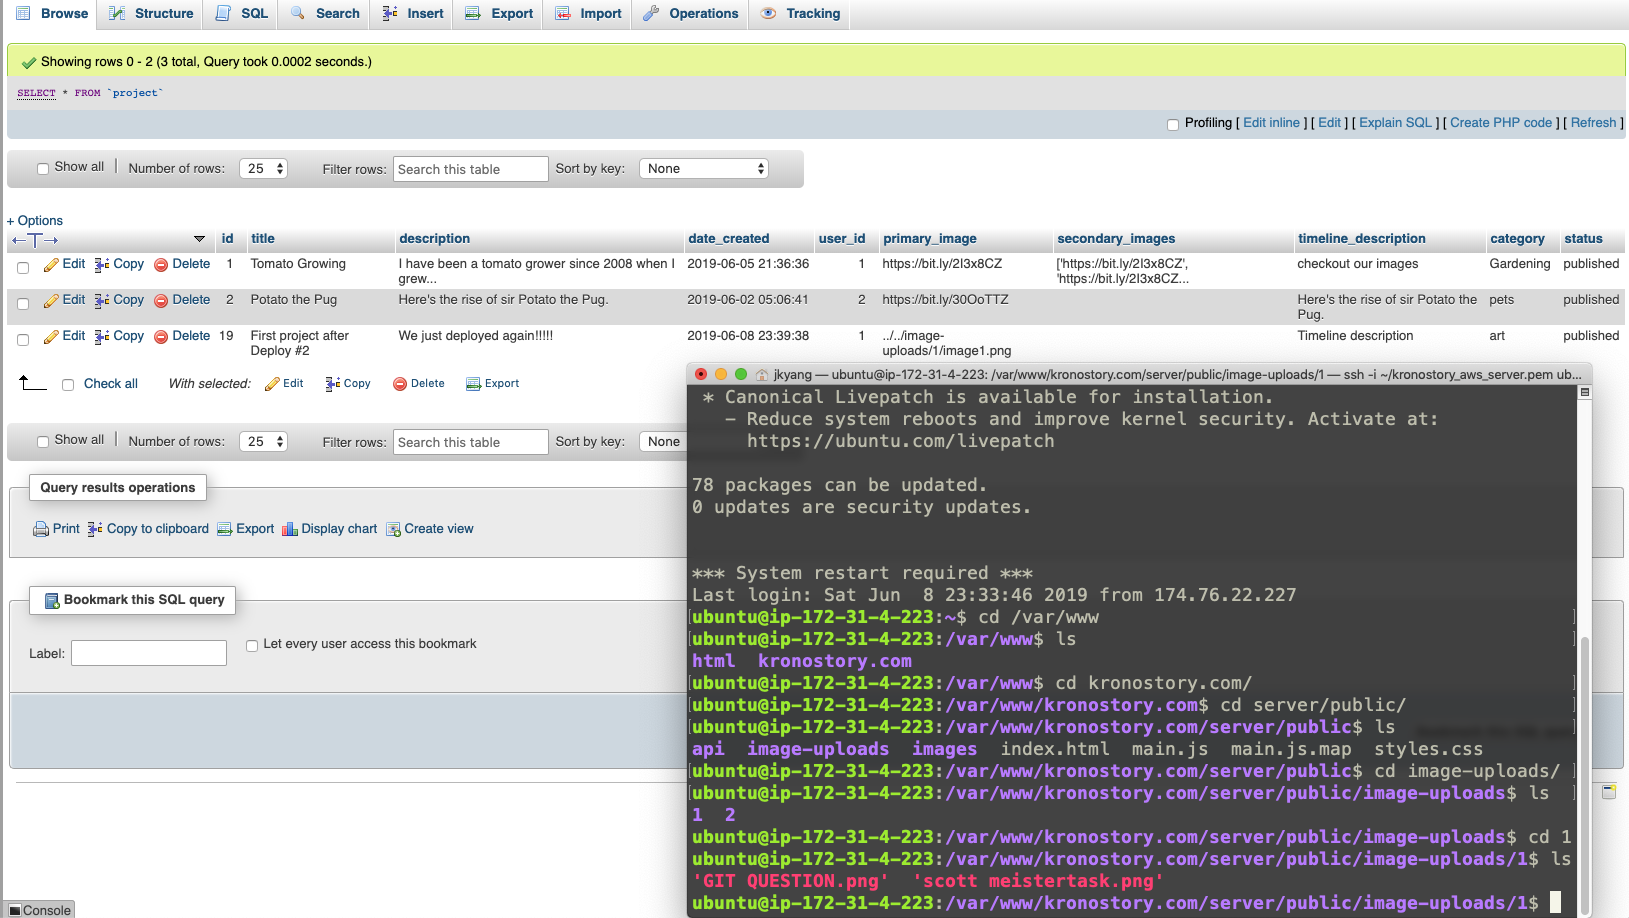 Browse Structure SQL Search Insert Export Import Operations Tracking
Showing rows 0 - 2 (3 total, Query took 0.0002 seconds.)
SELECT * FROM `project`
Profiling [ Edit inline ] [ Edit ] [ Explain SQL ] [ Create PHP code ] [ Refresh ]
Show all | Number of rows: 25 Filter rows: Search this table Sort by key: None
+ Options
←T→ id title description date_created user_id primary_image secondary_images timeline_description category status
Edit Copy Delete 1 Tomato Growing I have been a tomato grower since 2008 when I 2019-06-05 21:36:36 1 https://bit.ly/2I3x8CZ ['https://bit.ly/2I3x8CZ', checkout our images Gardening published
grew... 'https://bit.ly/2I3x8CZ...
Edit Copy Delete 2 Potato the Pug Here's the rise of sir Potato the Pug. 2019-06-02 05:06:41 2 https://bit.ly/30OoTTZ Here's the rise of sir Potato the pets published
Pug.
Edit Copy Delete 19 First project after We just deployed again!!!!! 2019-06-08 23:39:38 1 ../../image- Timeline description art published
Deploy #2 uploads/1/image1.png
Check all With selected: Edit Copy Delete Export
Show all | Number of rows: 25 Filter rows: Search this table Sort by key: None
Query results operations
Print Copy to clipboard Export Display chart Create view
Bookmark this SQL query
Label: Let every user access this bookmark
Console
jkyang — ubuntu@ip-172-31-4-223: /var/www/kronostory.com/server/public/image-uploads/1 — ssh -i ~/kronostory_aws_server.pem ub...
* Canonical Livepatch is available for installation.
- Reduce system reboots and improve kernel security. Activate at:
https://ubuntu.com/livepatch
78 packages can be updated.
0 updates are security updates.
*** System restart required ***
Last login: Sat Jun  8 23:33:46 2019 from 174.76.22.227
[ubuntu@ip-172-31-4-223:~$ cd /var/www ]
[ubuntu@ip-172-31-4-223:/var/www$ ls ]
html  kronostory.com
[ubuntu@ip-172-31-4-223:/var/www$ cd kronostory.com/ ]
[ubuntu@ip-172-31-4-223:/var/www/kronostory.com$ cd server/public/ ]
[ubuntu@ip-172-31-4-223:/var/www/kronostory.com/server/public$ ls ]
api  image-uploads  images  index.html  main.js  main.js.map  styles.css
[ubuntu@ip-172-31-4-223:/var/www/kronostory.com/server/public$ cd image-uploads/ ]
[ubuntu@ip-172-31-4-223:/var/www/kronostory.com/server/public/image-uploads$ ls ]
1  2
ubuntu@ip-172-31-4-223:/var/www/kronostory.com/server/public/image-uploads$ cd 1
ubuntu@ip-172-31-4-223:/var/www/kronostory.com/server/public/image-uploads/1$ ls
'GIT QUESTION.png'  'scott meistertask.png'
ubuntu@ip-172-31-4-223:/var/www/kronostory.com/server/public/image-uploads/1$